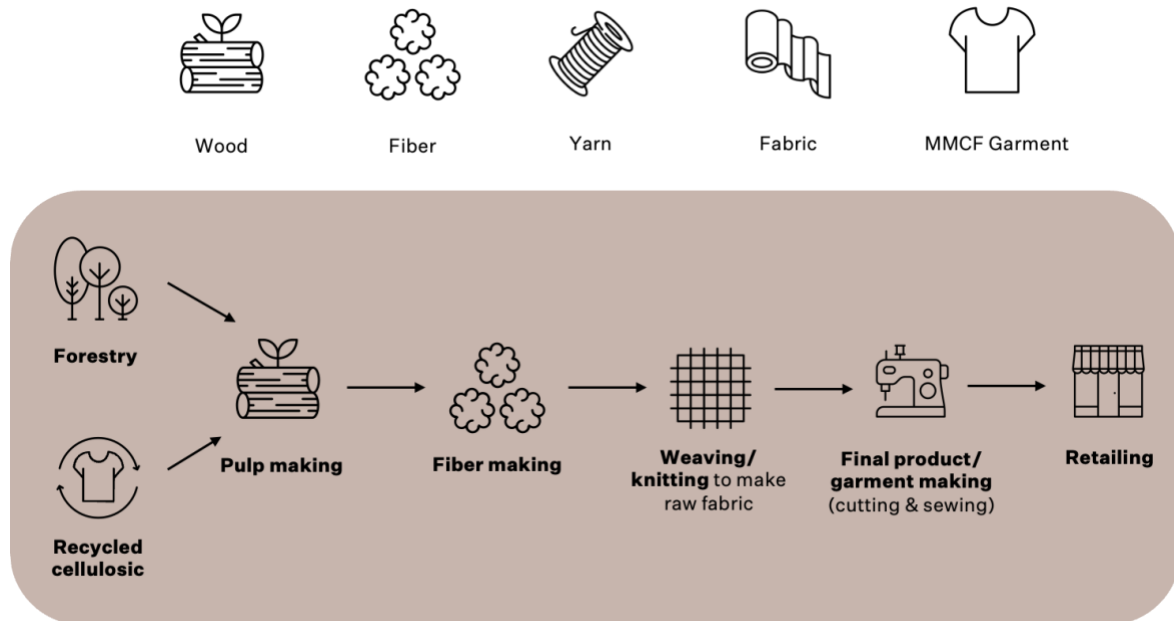 Wood
Fiber
Yarn
Fabric
MMCF Garment
Forestry
Recycled
cellulosic
Pulp making
Fiber making
Weaving/
knitting to make
raw fabric
Final product/
garment making
(cutting & sewing)
Retailing